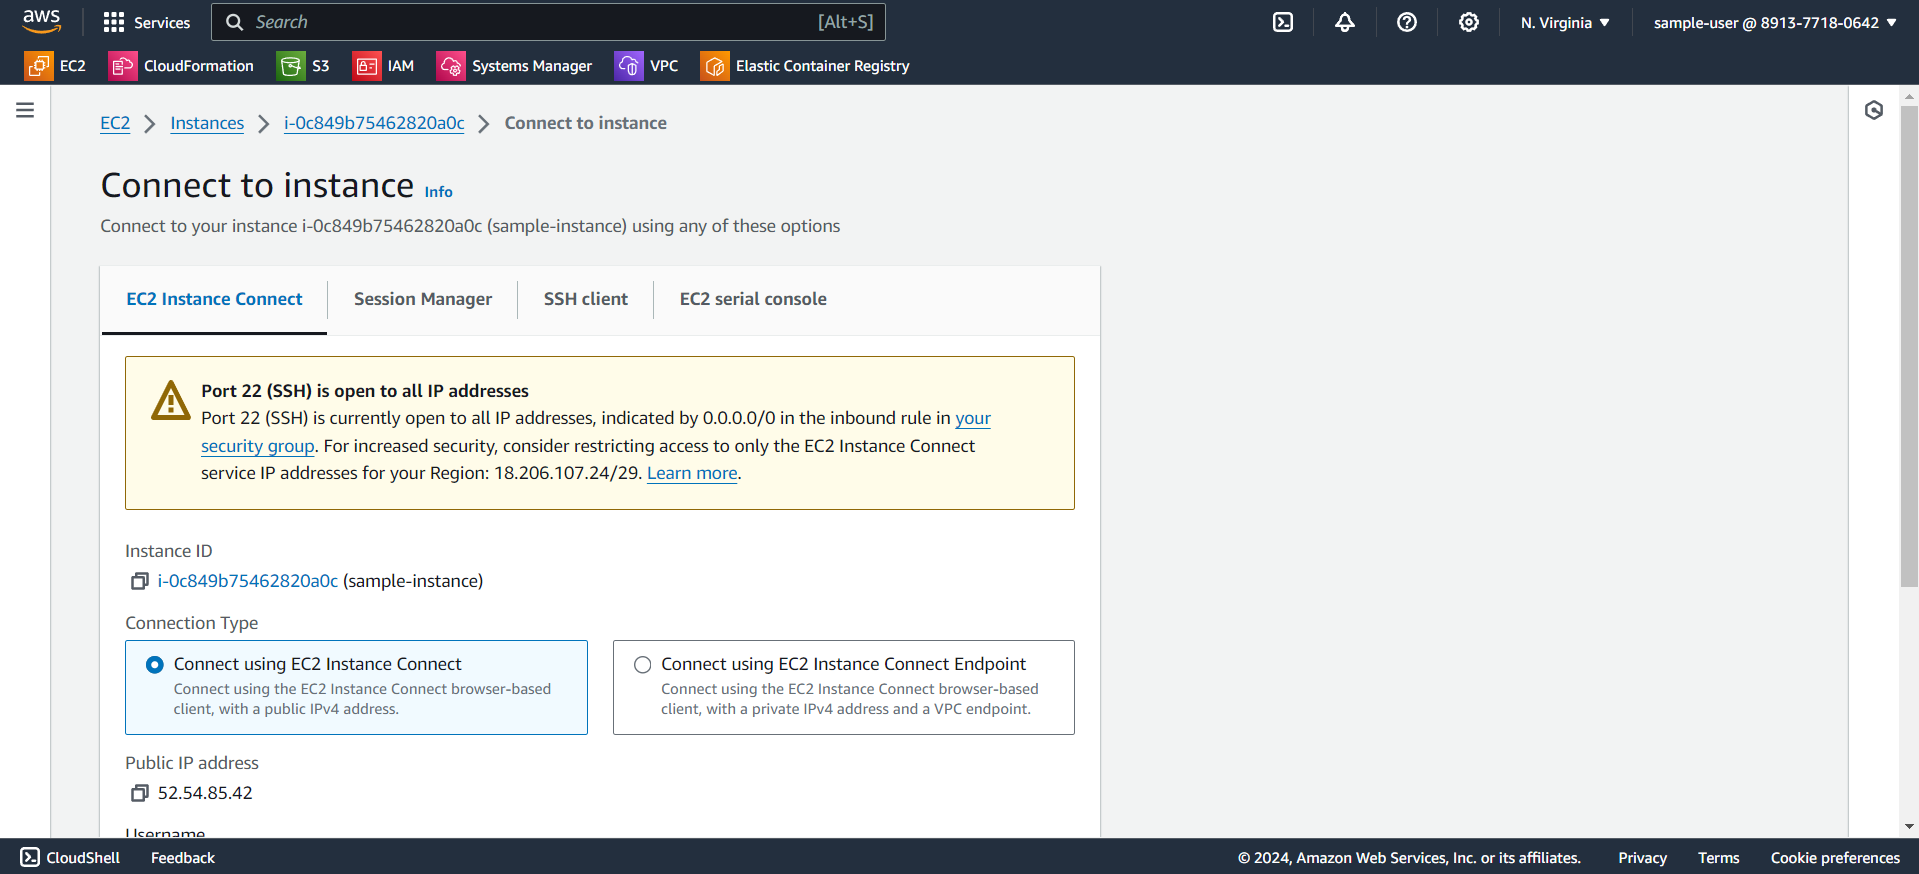 aws
Services
Search
[Alt+S]
N. Virginia
sample-user @ 8913-7718-0642
EC2
CloudFormation
S3
IAM
Systems Manager
VPC
Elastic Container Registry
EC2
Instances
i-0c849b75462820a0c
Connect to instance
Connect to instance Info
Connect to your instance i-0c849b75462820a0c (sample-instance) using any of these options
EC2 Instance Connect
Session Manager
SSH client
EC2 serial console
Port 22 (SSH) is open to all IP addresses
Port 22 (SSH) is currently open to all IP addresses, indicated by 0.0.0.0/0 in the inbound rule in your
security group. For increased security, consider restricting access to only the EC2 Instance Connect
service IP addresses for your Region: 18.206.107.24/29. Learn more.
Instance ID
i-0c849b75462820a0c (sample-instance)
Connection Type
Connect using EC2 Instance Connect
Connect using the EC2 Instance Connect browser-based
client, with a public IPv4 address.
Connect using EC2 Instance Connect Endpoint
Connect using the EC2 Instance Connect browser-based
client, with a private IPv4 address and a VPC endpoint.
Public IP address
52.54.85.42
Username
CloudShell
Feedback
© 2024, Amazon Web Services, Inc. or its affiliates.
Privacy
Terms
Cookie preferences